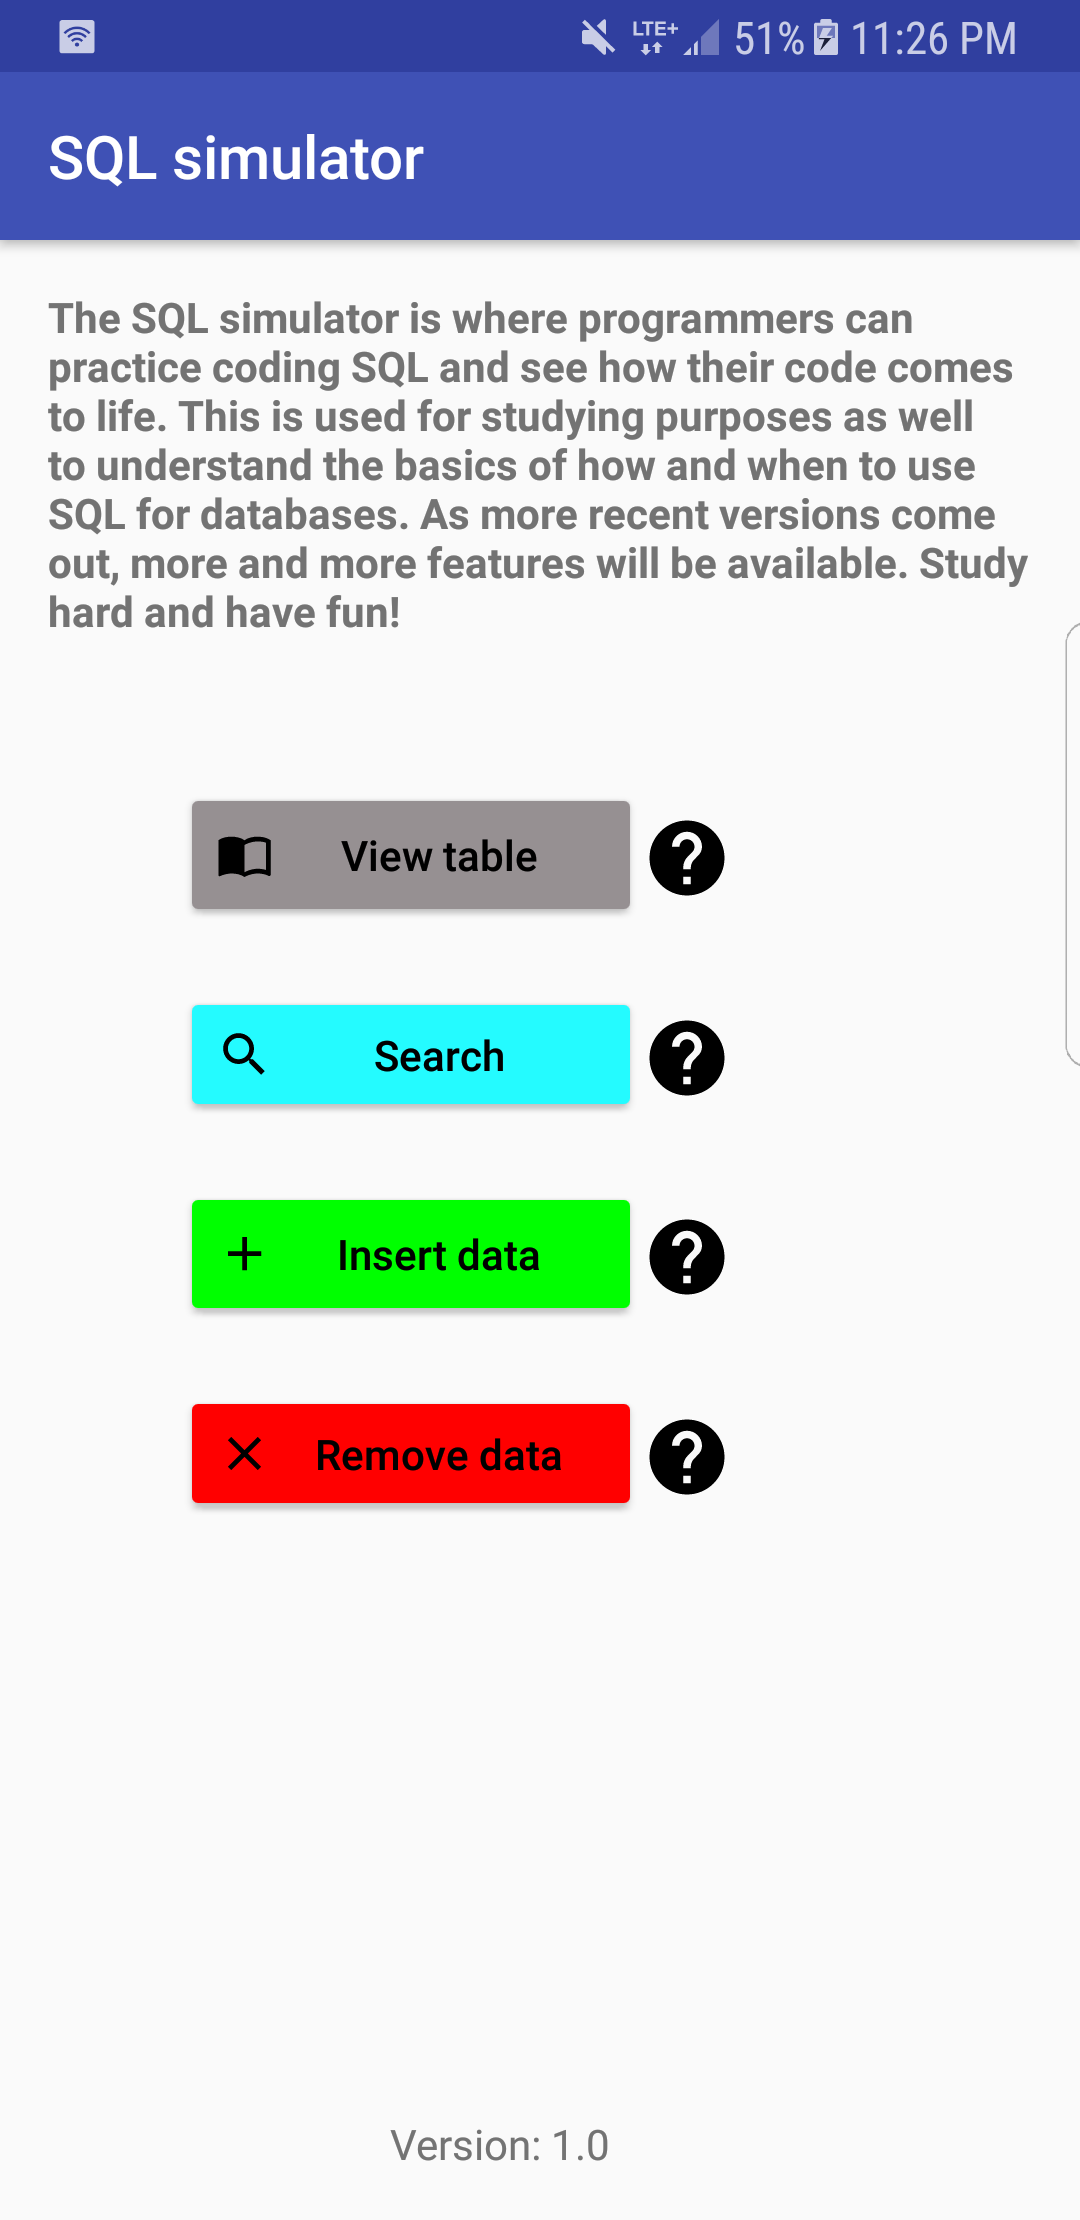 LTE+ 51% 11:26 PM
SQL simulator
The SQL simulator is where programmers can
practice coding SQL and see how their code comes
to life. This is used for studying purposes as well
to understand the basics of how and when to use
SQL for databases. As more recent versions come
out, more and more features will be available. Study
hard and have fun!
View table ?
Search ?
Insert data ?
Remove data ?
Version: 1.0